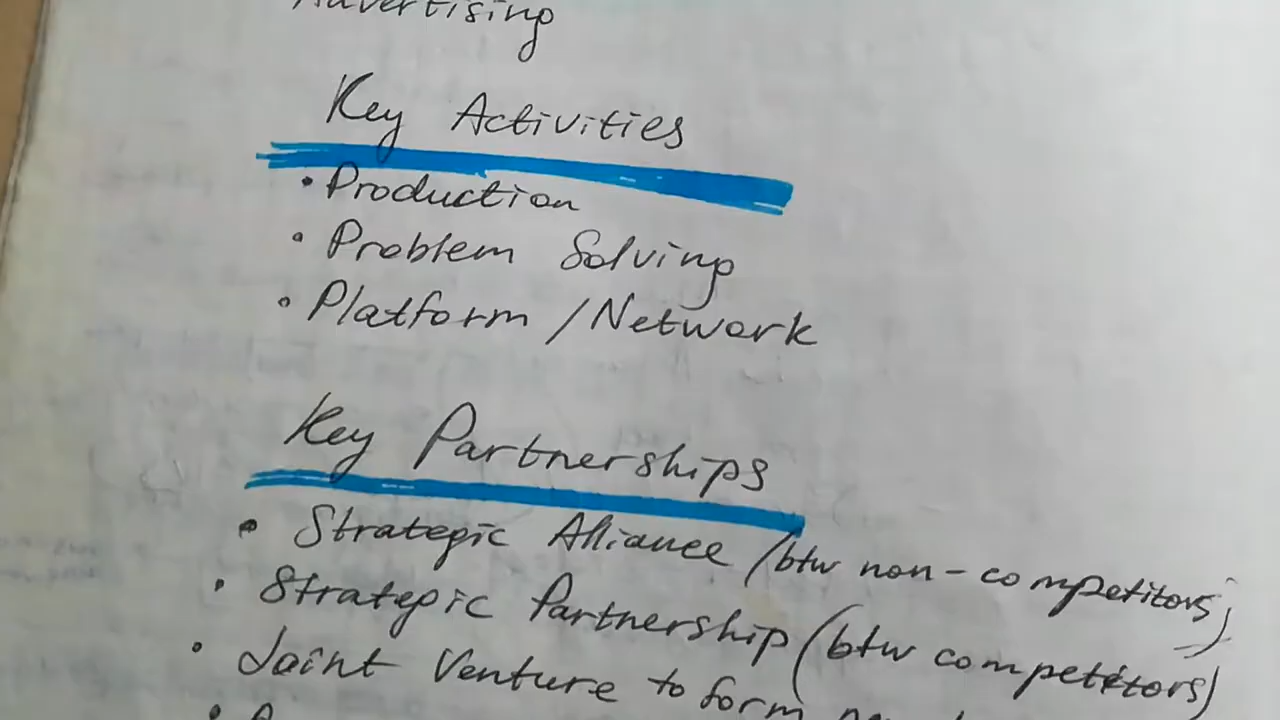 Advertising
Key Activities
• Production
• Problem Solving
• Platform / Network
Key Partnerships
• Strategic Alliance (btw non-competitors)
• Strategic Partnership (btw competitors)
• Joint Venture to form